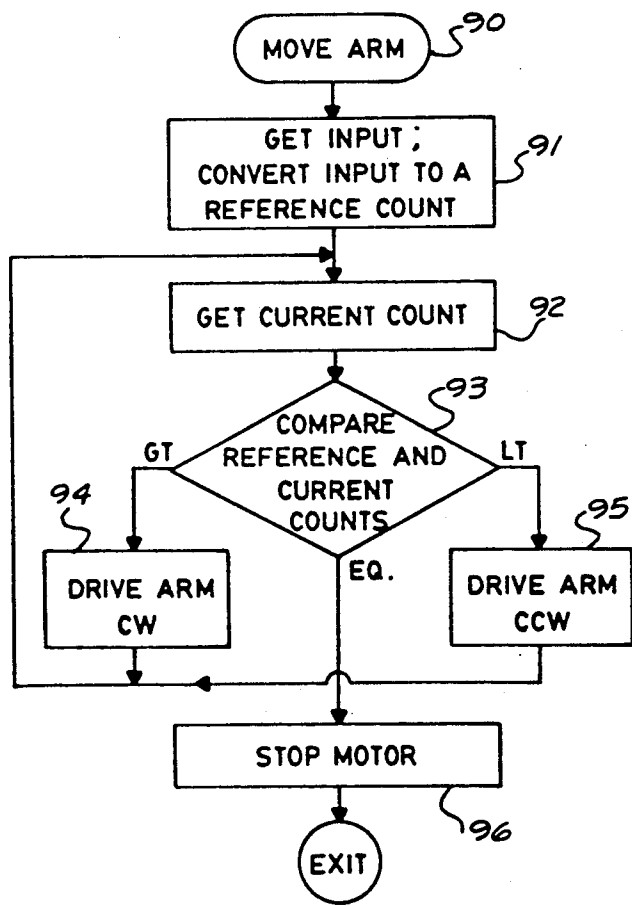 MOVE ARM
90
GET INPUT;
CONVERT INPUT TO A
REFERENCE COUNT
91
GET CURRENT COUNT
92
93
COMPARE
REFERENCE AND
CURRENT
COUNTS
GT
LT
EQ.
94
DRIVE ARM
CW
95
DRIVE ARM
CCW
STOP MOTOR
96
EXIT